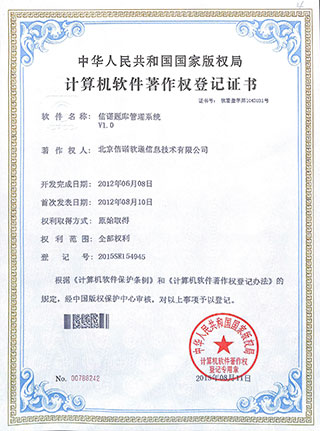 中华人民共和国国家版权局
计算机软件著作权登记证书
证书号: 软著登字第1042031号
软件名称: 信诺题库管理系统
V1.0
著作权人: 北京信诺软通信息技术有限公司
开发完成日期: 2012年06月08日
首次发表日期: 2012年08月10日
权利取得方式: 原始取得
权利范围: 全部权利
登记号: 2015SR154945
根据《计算机软件保护条例》和《计算机软件著作权登记办法》的
规定,经中国版权保护中心审核,对以上事项予以登记。
中华人民共和国国家版权局
计算机软件著作权
登记专用章
No. 00788242
2015年08月11日